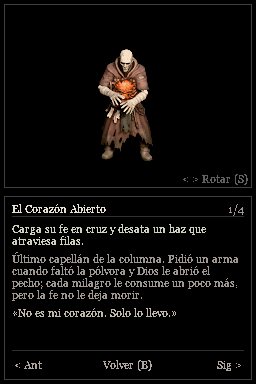 < > Rotar (S)
El Corazón Abierto 1/4
Carga su fe en cruz y desata un haz que
atraviesa filas.
Último capellán de la columna. Pidió un arma
cuando faltó la pólvora y Dios le abrió el
pecho; cada milagro le consume un poco más,
pero la fe no le deja morir.
«No es mi corazón. Solo lo llevo.»
< Ant Volver (B) Sig >